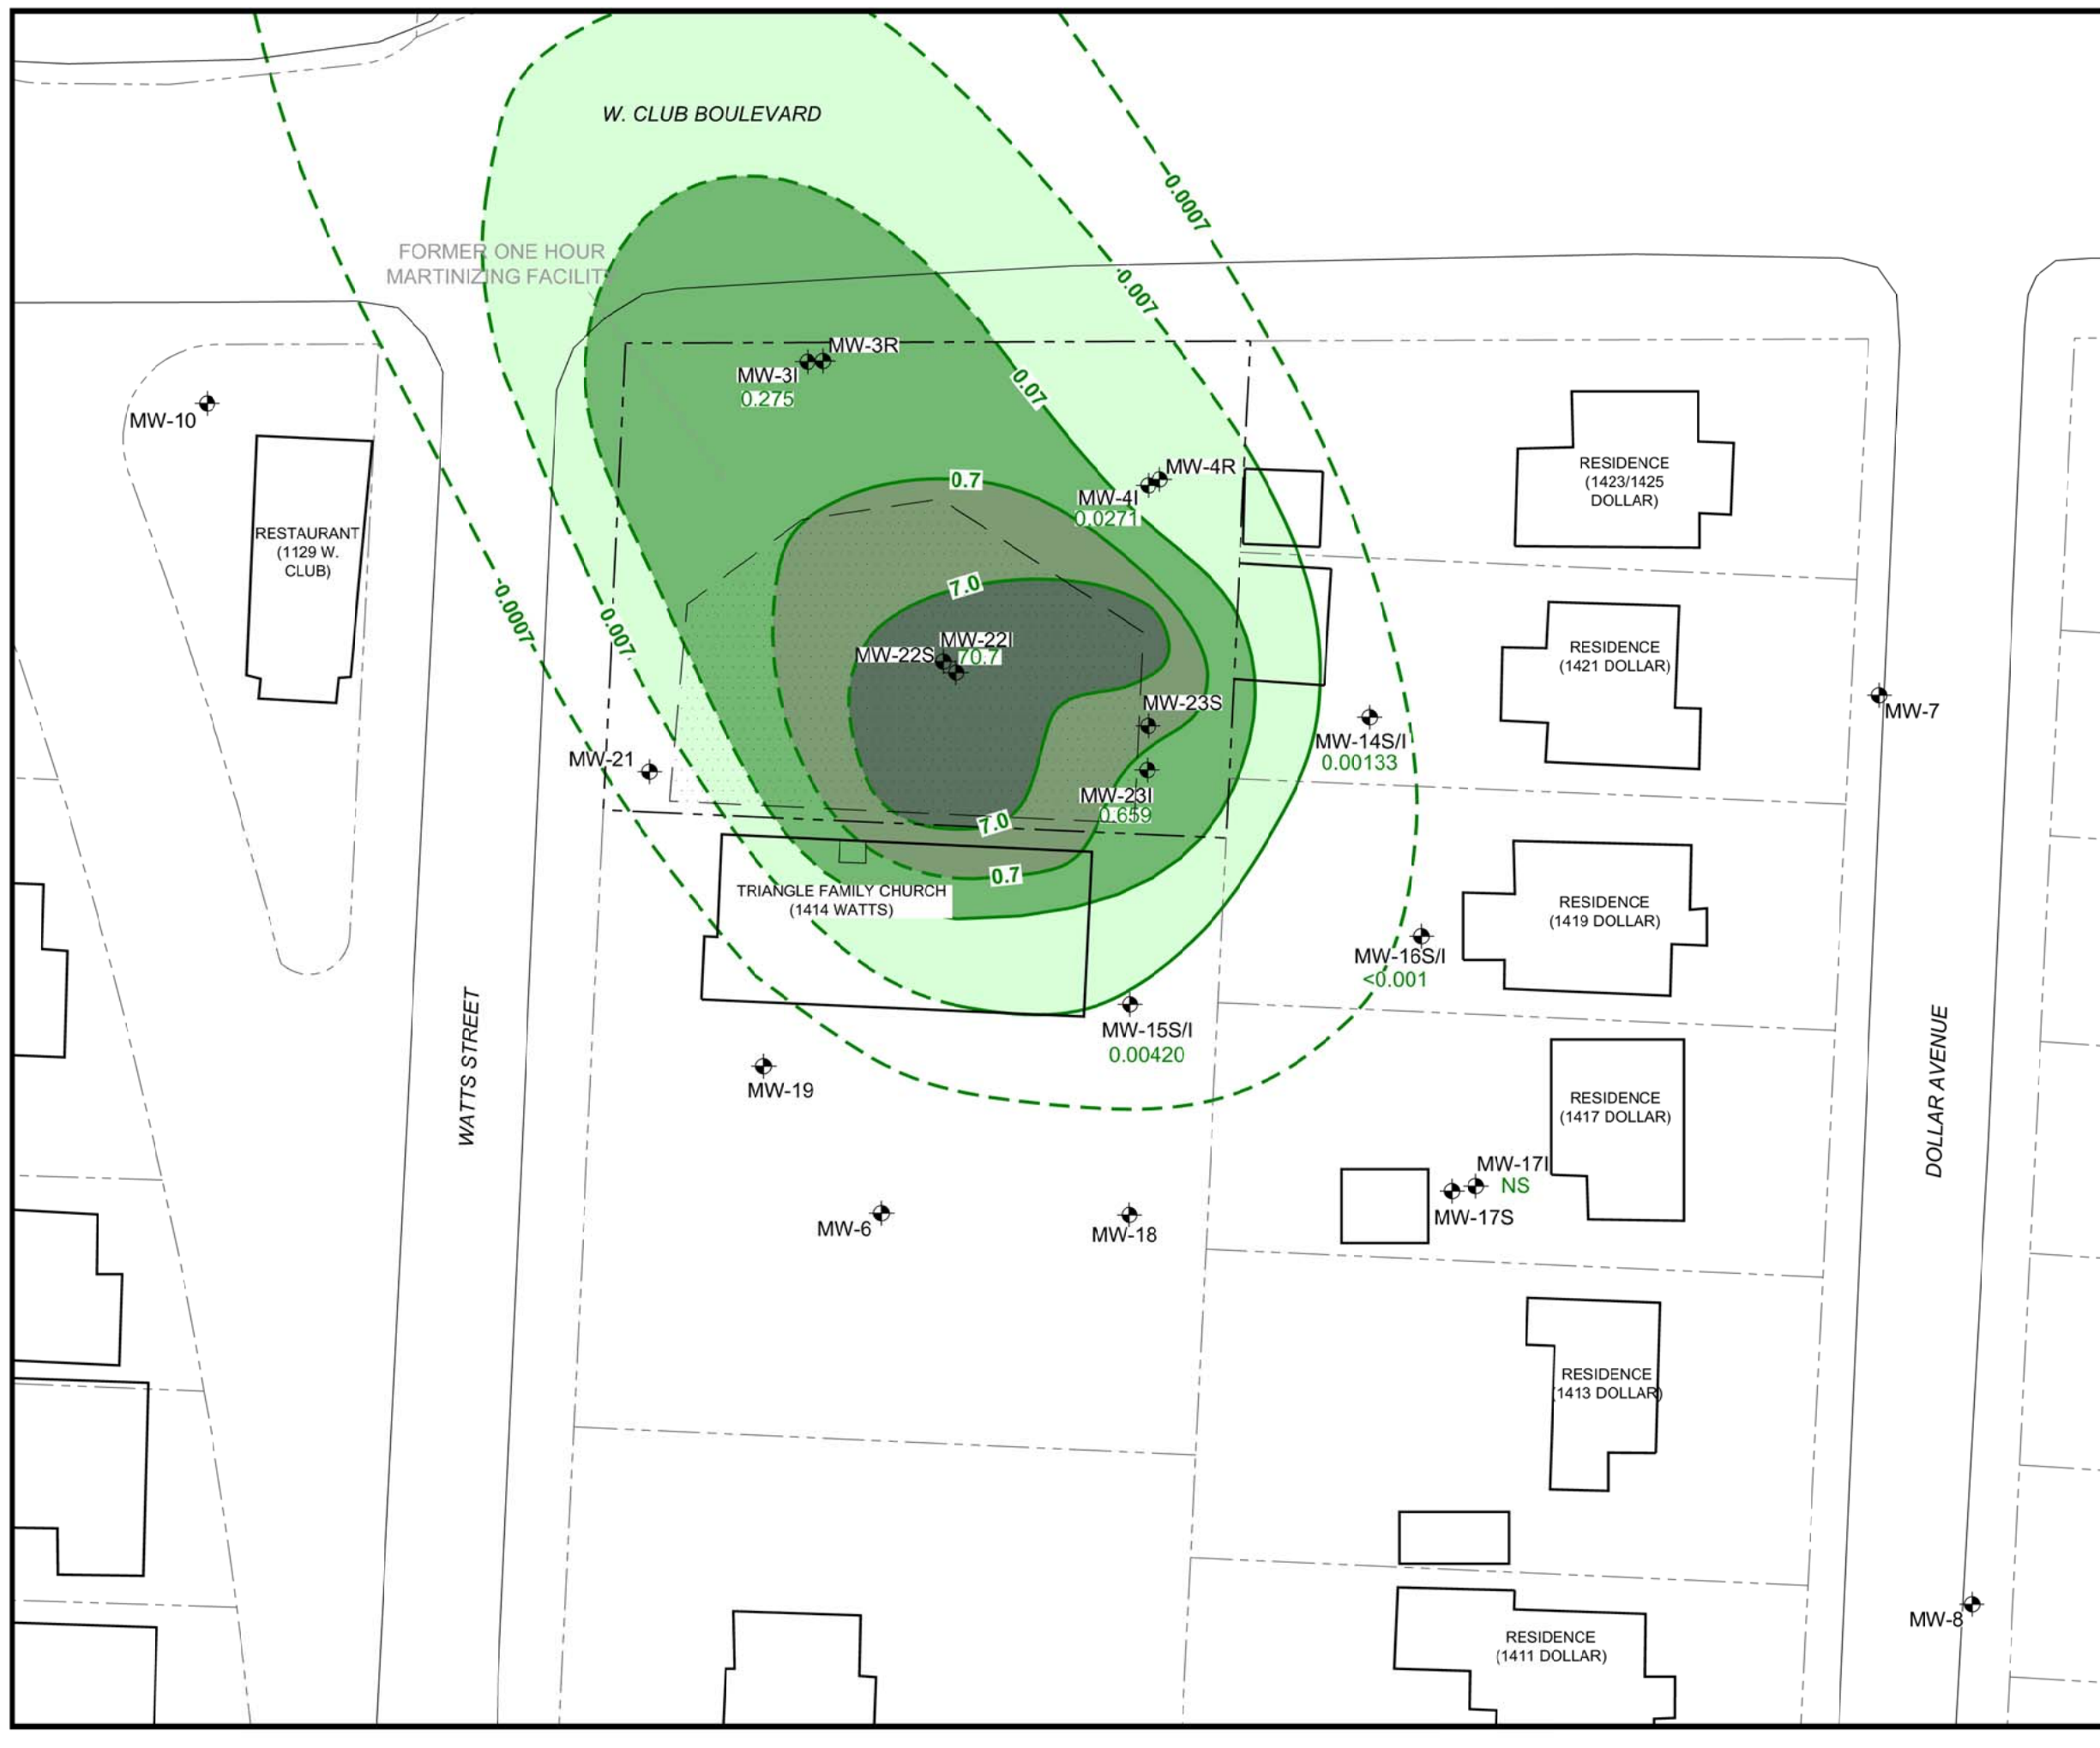 W. CLUB BOULEVARD
0.0007
FORMER ONE HOUR
MARTINIZING FACILIT
0.007
MW-3R
MW-3I
0.275
0.07
MW-10
MW-4R
0.7
MW-4I
0.0271
RESIDENCE
(1423/1425
DOLLAR)
RESTAURANT
(1129 W.
CLUB)
7.0
0.0007
0.007
MW-22I
MW-22S
70.7
RESIDENCE
(1421 DOLLAR)
MW-23S
MW-7
MW-14S/I
0.00133
MW-21
MW-23I
0.659
7.0
0.7
TRIANGLE FAMILY CHURCH
(1414 WATTS)
RESIDENCE
(1419 DOLLAR)
MW-16S/I
<0.001
MW-15S/I
0.00420
WATTS STREET
DOLLAR AVENUE
MW-19
RESIDENCE
(1417 DOLLAR)
MW-17I
NS
MW-17S
MW-6
MW-18
RESIDENCE
(1413 DOLLAR)
MW-8
RESIDENCE
(1411 DOLLAR)